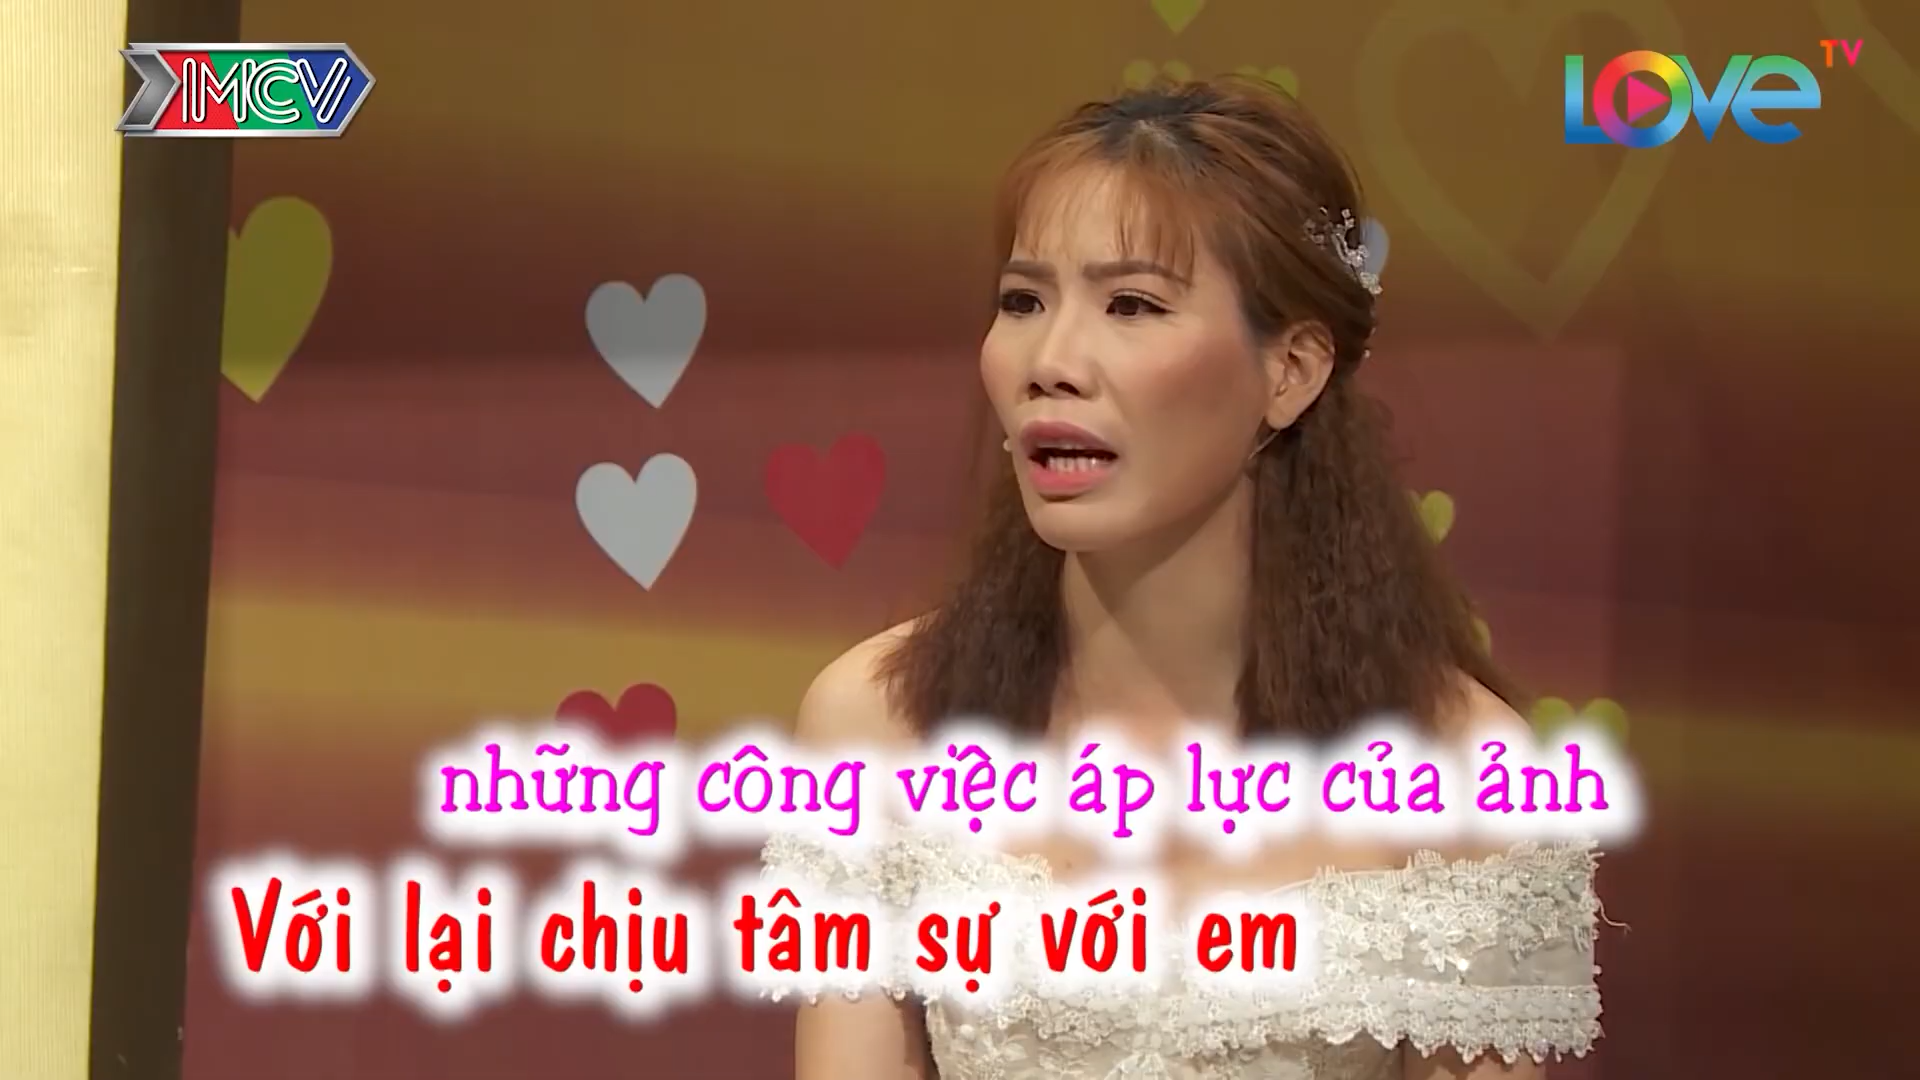 MCV
LOVE TV
những công việc áp lực của ảnh
Với lại chịu tâm sự với em